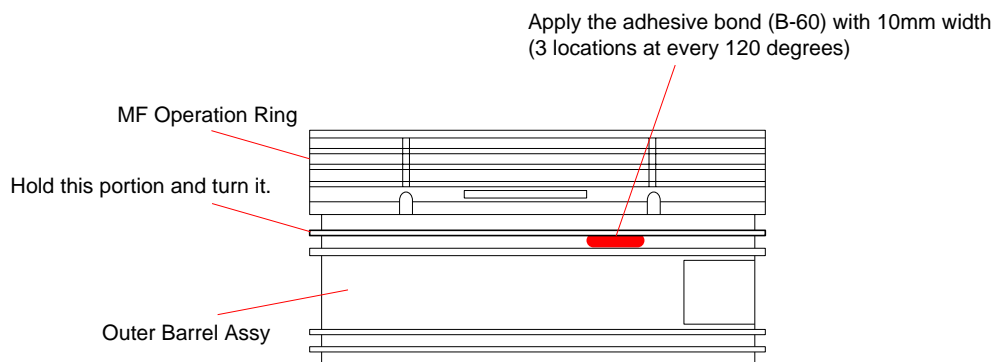 Apply the adhesive bond (B-60) with 10mm width
(3 locations at every 120 degrees)
MF Operation Ring
Hold this portion and turn it.
Outer Barrel Assy